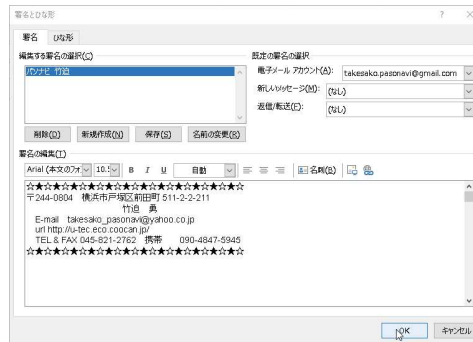 署名とひな形
? ×
署名 ひな形
編集する署名の選択(C)
パソナビ 竹迫
削除(D) 新規作成(N) 保存(S) 名前の変更(R)
既定の署名の選択
電子メール アカウント(A): takesako.pasonavi@gmail.com
新しいメッセージ(M): (なし)
返信/転送(F): (なし)
署名の編集(T)
Arial (本文のフォ 10.5 B I U 自動 名刺(B)
☆★☆★☆★☆★☆★☆★☆★☆★☆★☆★☆★☆★☆
〒244-0804 横浜市戸塚区前田町 511-2-2-211
竹迫 勇
E-mail takesako_pasonavi@yahoo.co.jp
url http://u-tec.eco.coocan.jp/
TEL & FAX 045-821-2762 携帯 090-4847-5945
☆★☆★☆★☆★☆★☆★☆★☆★☆★☆★☆★☆★☆
OK キャンセル